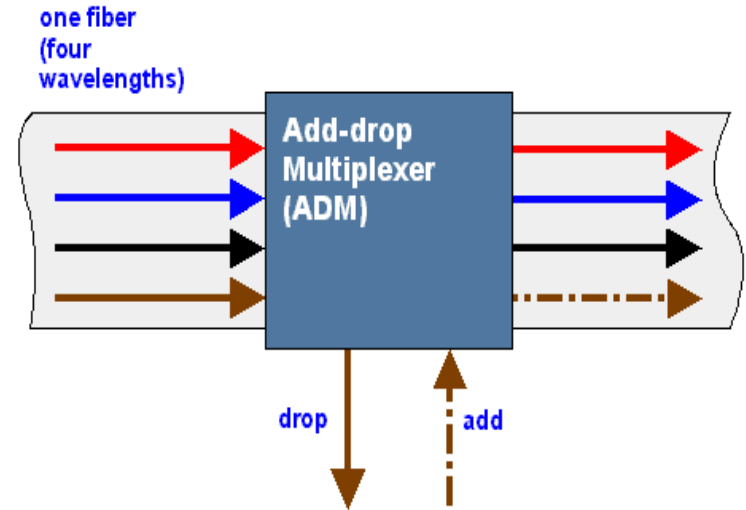 one fiber
(four
wavelengths)
Add-drop
Multiplexer
(ADM)
drop
add